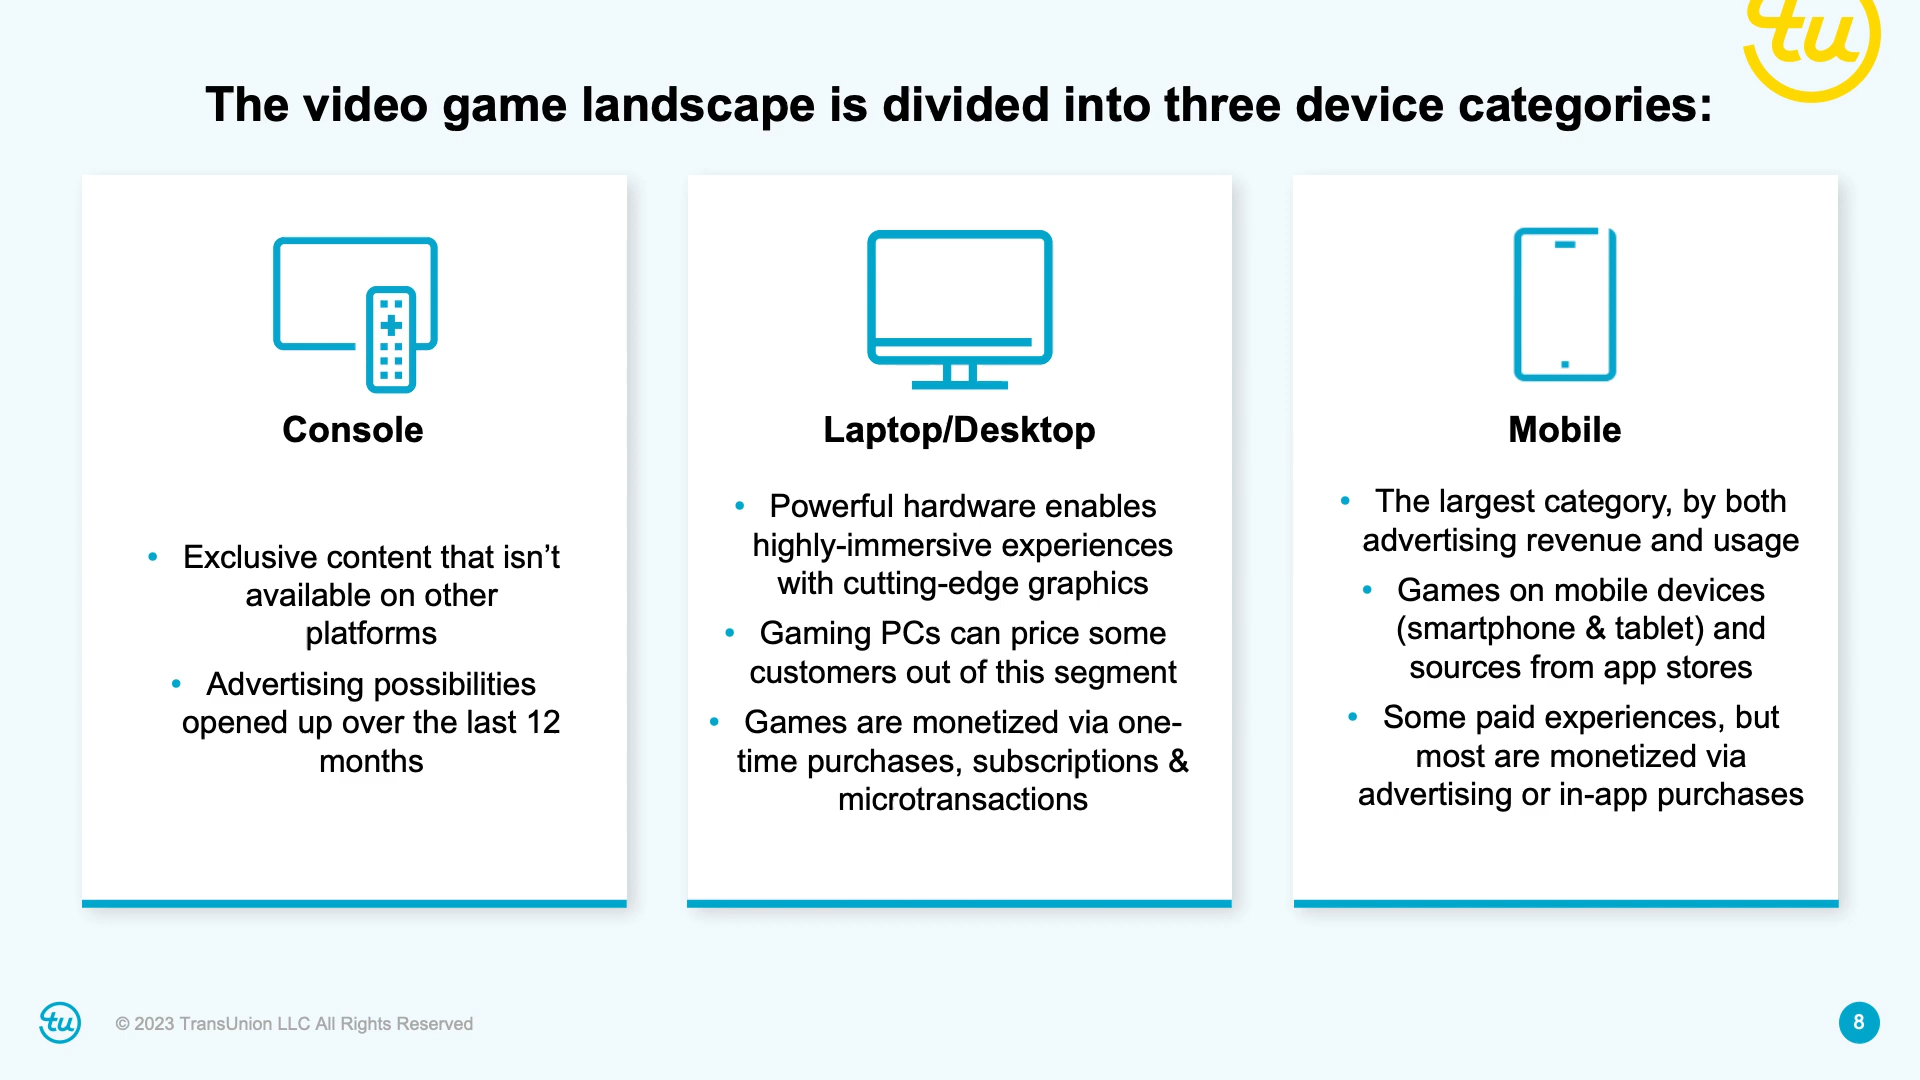 tu
The video game landscape is divided into three device categories:
Console
• Exclusive content that isn’t
available on other
platforms
• Advertising possibilities
opened up over the last 12
months
Laptop/Desktop
• Powerful hardware enables
highly-immersive experiences
with cutting-edge graphics
• Gaming PCs can price some
customers out of this segment
• Games are monetized via one-
time purchases, subscriptions &
microtransactions
Mobile
• The largest category, by both
advertising revenue and usage
• Games on mobile devices
(smartphone & tablet) and
sources from app stores
• Some paid experiences, but
most are monetized via
advertising or in-app purchases
tu
© 2023 TransUnion LLC All Rights Reserved
8